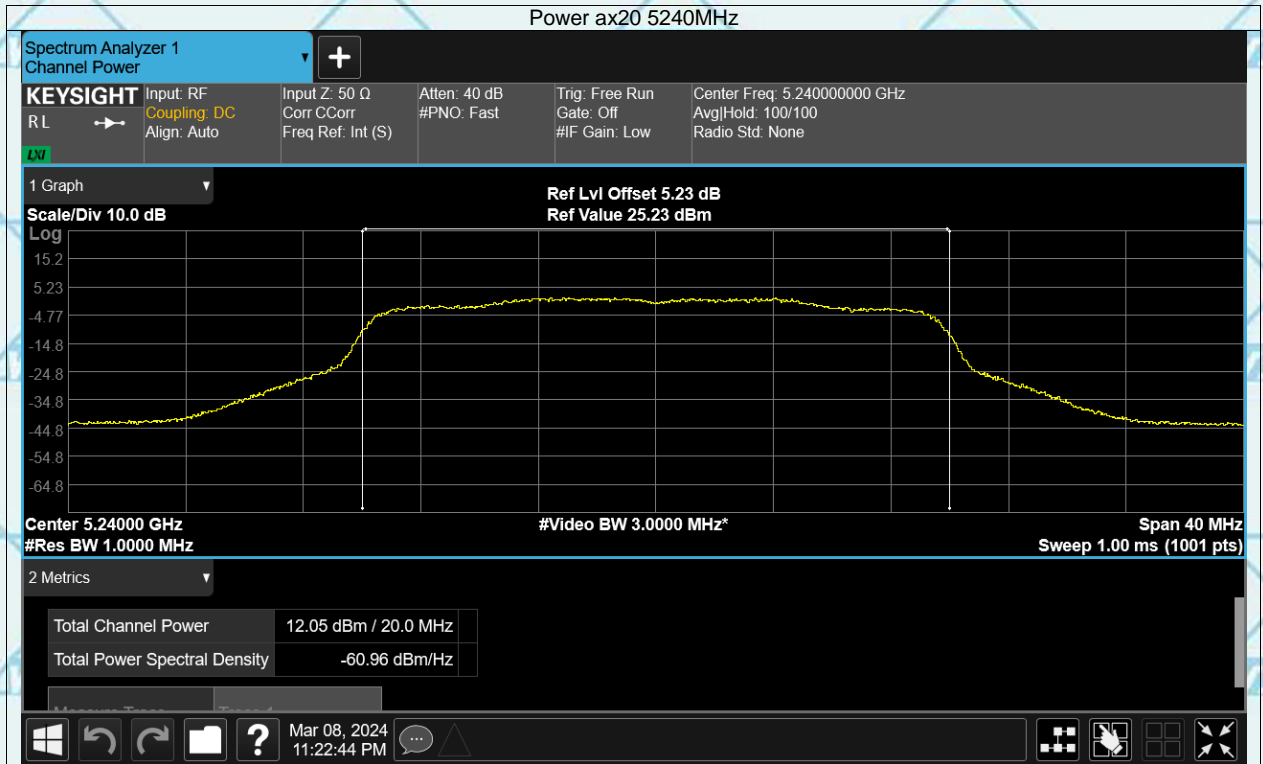 Power ax20 5240MHz
Spectrum Analyzer 1
Channel Power
KEYSIGHT
RL
LXI
Input: RF
Coupling: DC
Align: Auto
Input Z: 50 Ω
Corr CCorr
Freq Ref: Int (S)
Atten: 40 dB
#PNO: Fast
Trig: Free Run
Gate: Off
#IF Gain: Low
Center Freq: 5.240000000 GHz
Avg|Hold: 100/100
Radio Std: None
1 Graph
Scale/Div 10.0 dB
Ref Lvl Offset 5.23 dB
Ref Value 25.23 dBm
Log
15.2
5.23
-4.77
-14.8
-24.8
-34.8
-44.8
-54.8
-64.8
Center 5.24000 GHz
#Res BW 1.0000 MHz
#Video BW 3.0000 MHz*
Span 40 MHz
Sweep 1.00 ms (1001 pts)
2 Metrics
Total Channel Power 12.05 dBm / 20.0 MHz
Total Power Spectral Density -60.96 dBm/Hz
Measure Trace Trace 1
?
Mar 08, 2024
11:22:44 PM